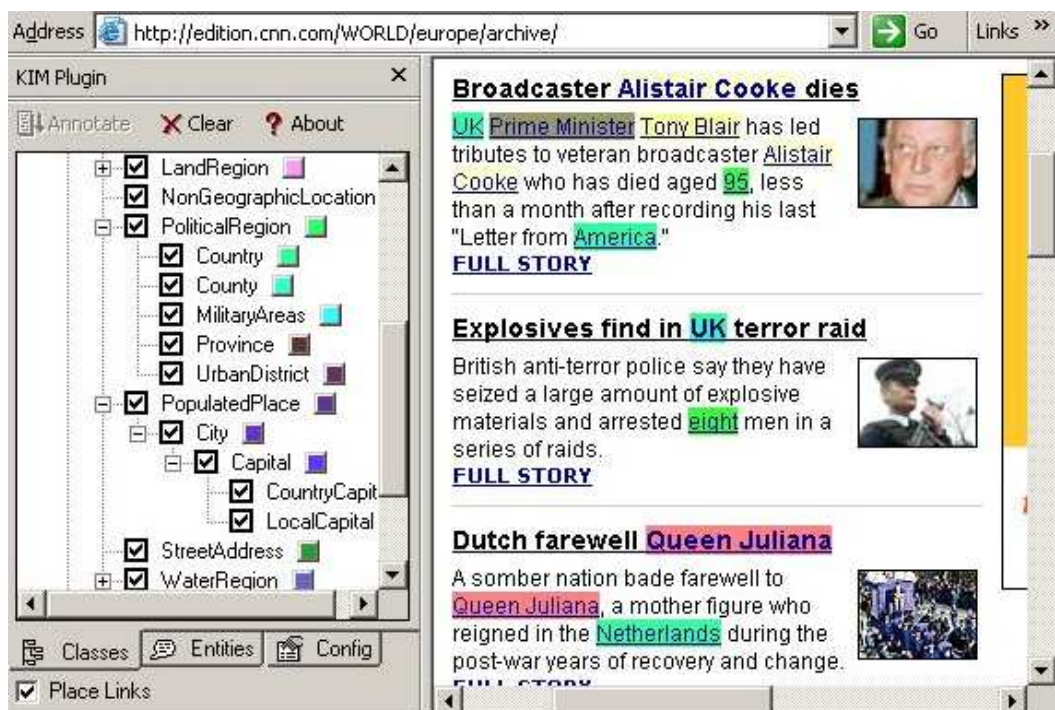 Address http://edition.cnn.com/WORLD/europe/archive/ Go Links »
KIM Plugin
Annotate Clear ? About
LandRegion
NonGeographicLocation
PoliticalRegion
Country
County
MilitaryAreas
Province
UrbanDistrict
PopulatedPlace
City
Capital
CountryCapit
LocalCapital
StreetAddress
WaterRegion
Classes Entities Config
Place Links
Broadcaster Alistair Cooke dies
UK Prime Minister Tony Blair has led
tributes to veteran broadcaster Alistair
Cooke who has died aged 95, less
than a month after recording his last
"Letter from America."
FULL STORY
Explosives find in UK terror raid
British anti-terror police say they have
seized a large amount of explosive
materials and arrested eight men in a
series of raids.
FULL STORY
Dutch farewell Queen Juliana
A somber nation bade farewell to
Queen Juliana, a mother figure who
reigned in the Netherlands during the
post-war years of recovery and change.
FULL STORY